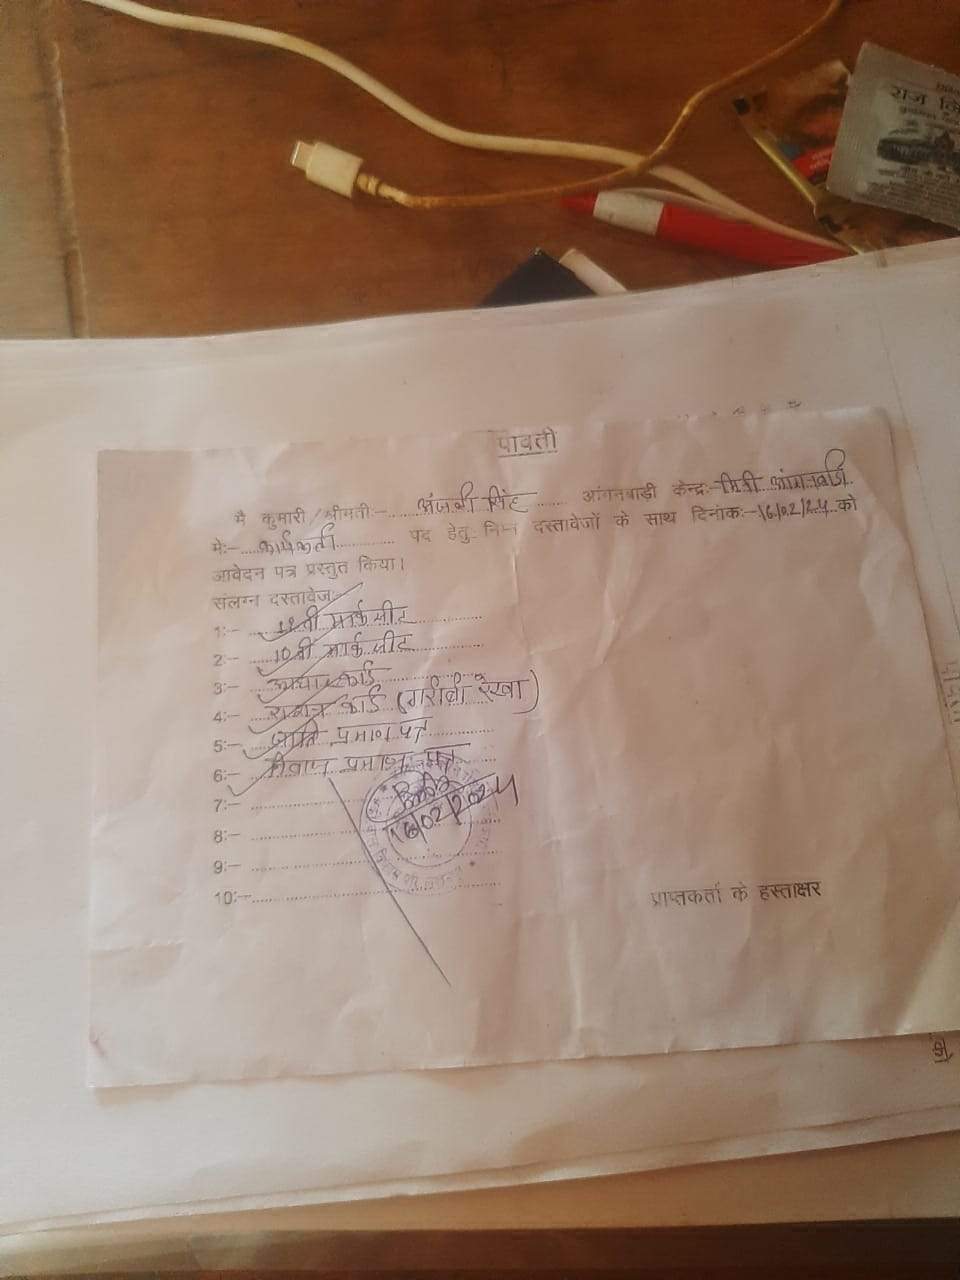 राज
पावती
मै कुमारी/श्रीमती:- अंजली सिंह आंगनबाड़ी केन्द्र:- मिनी
मे:- कार्यकर्ता पद हेतु निम्न दस्तावेजों के साथ दिनांक:- 16/02/24 को
आवेदन पत्र प्रस्तुत किया।
संलग्न दस्तावेज:-
1:- 12वी मार्कशीट
2:- 10वी मार्कशीट
3:- आधार कार्ड
4:- राशन कार्ड (गरीबी रेखा)
5:- जाति प्रमाण पत्र
6:- निवास प्रमाण पत्र
7:-
8:-
9:-
10:-
16/02/2024
प्राप्तकर्ता के हस्ताक्षर